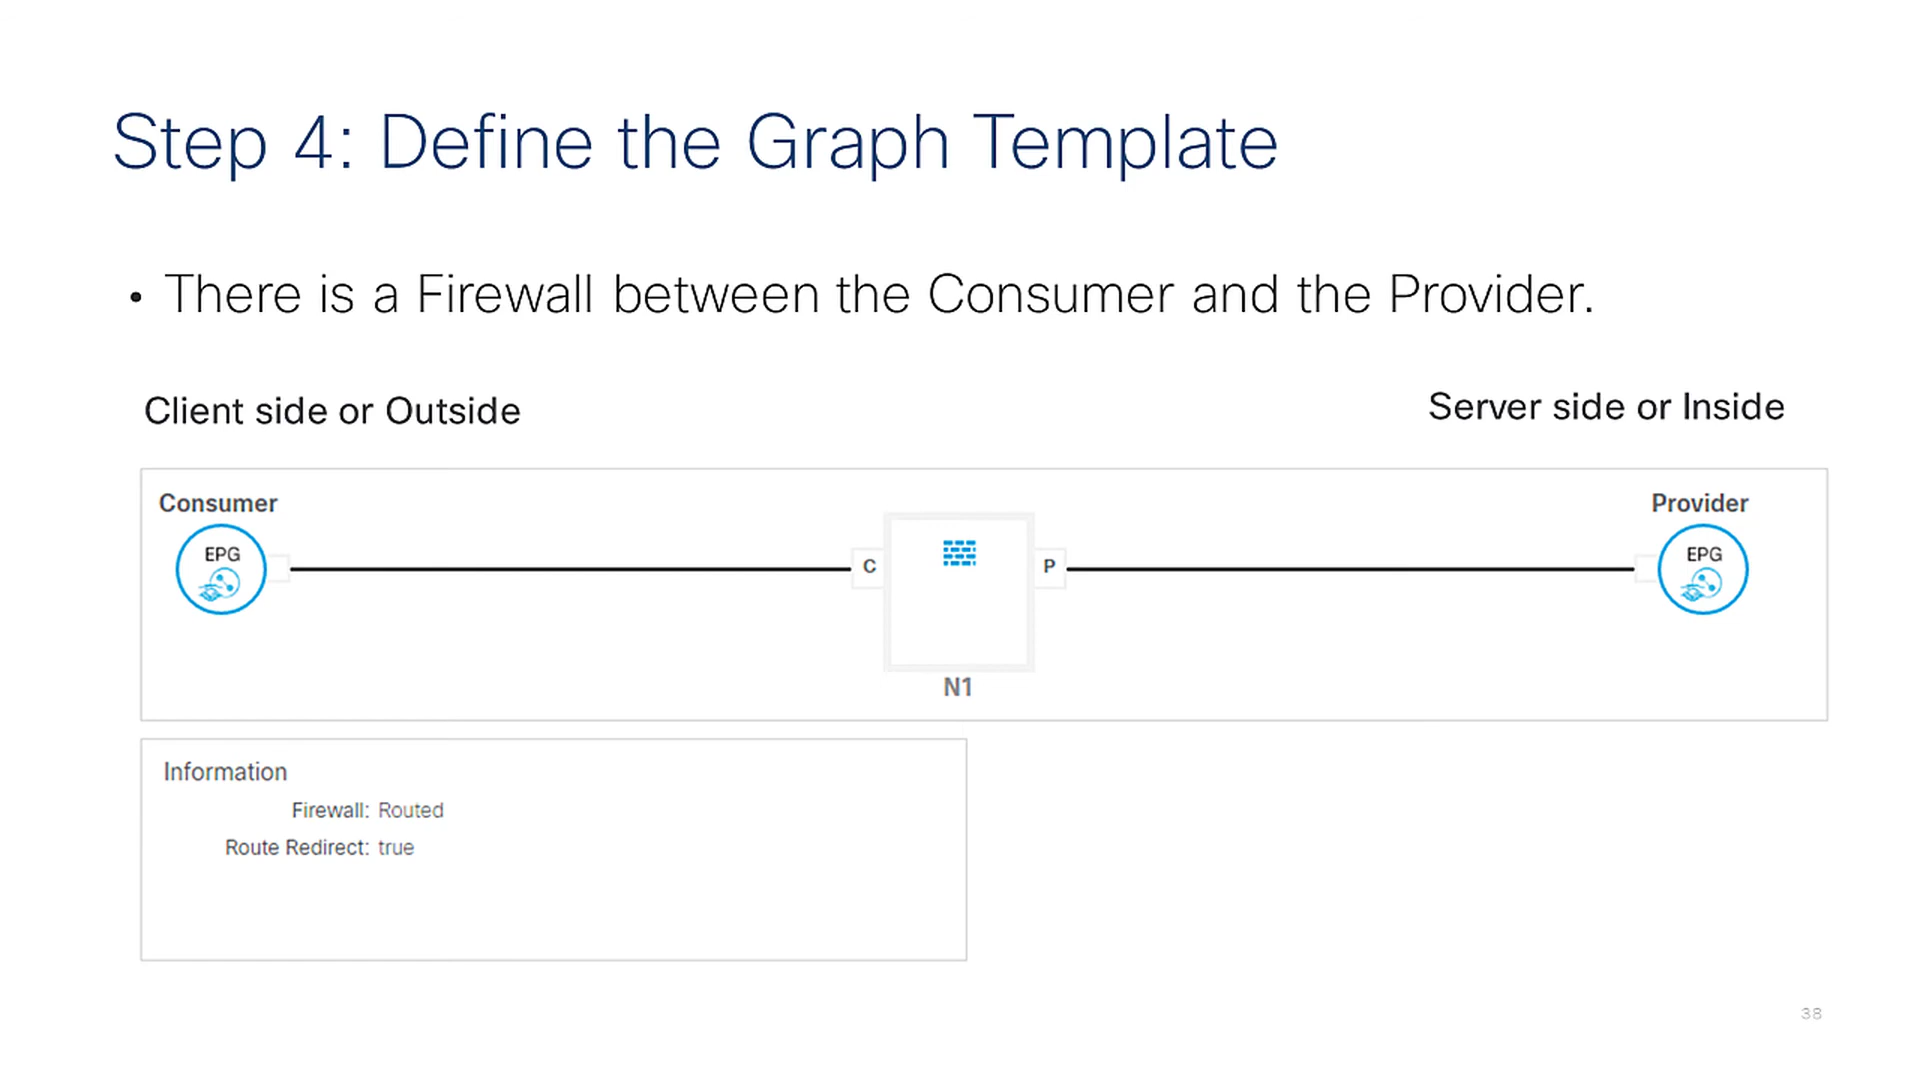 Step 4: Define the Graph Template
• There is a Firewall between the Consumer and the Provider.
Client side or Outside
Server side or Inside
Consumer
Provider
EPG
C
P
EPG
N1
Information
Firewall: Routed
Route Redirect: true
38